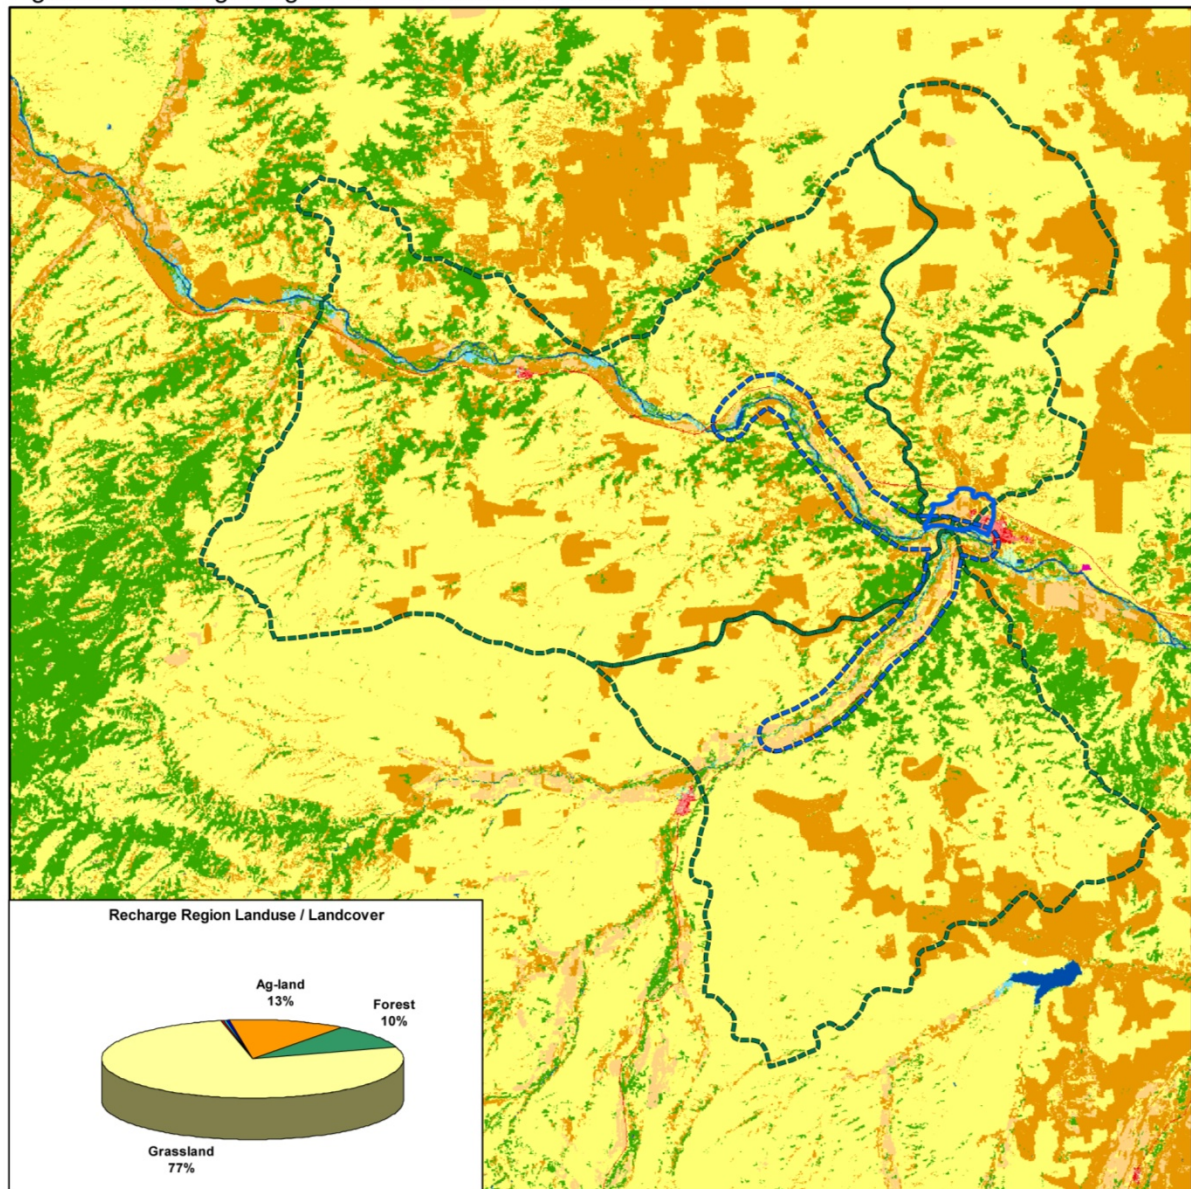 Recharge Region Landuse / Landcover
Ag-land
13%
Forest
10%
Grassland
77%